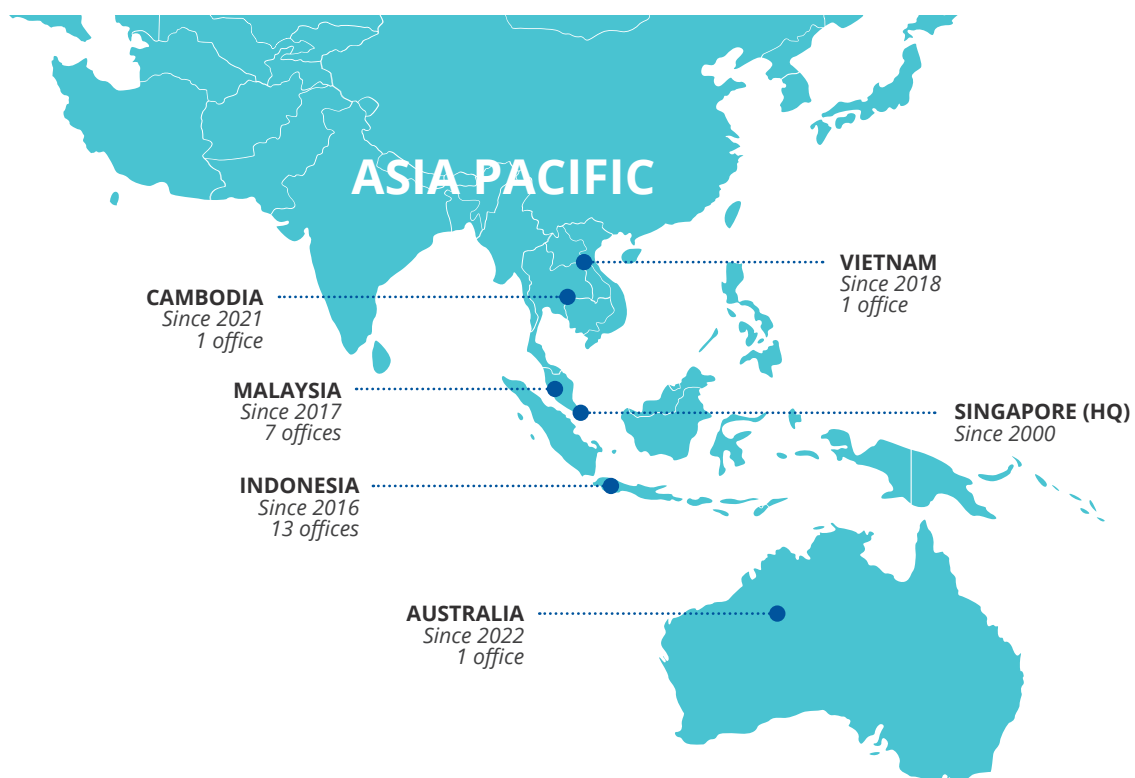 ASIA PACIFIC
VIETNAM
Since 2018
1 office
CAMBODIA
Since 2021
1 office
MALAYSIA
Since 2017
7 offices
SINGAPORE (HQ)
Since 2000
INDONESIA
Since 2016
13 offices
AUSTRALIA
Since 2022
1 office